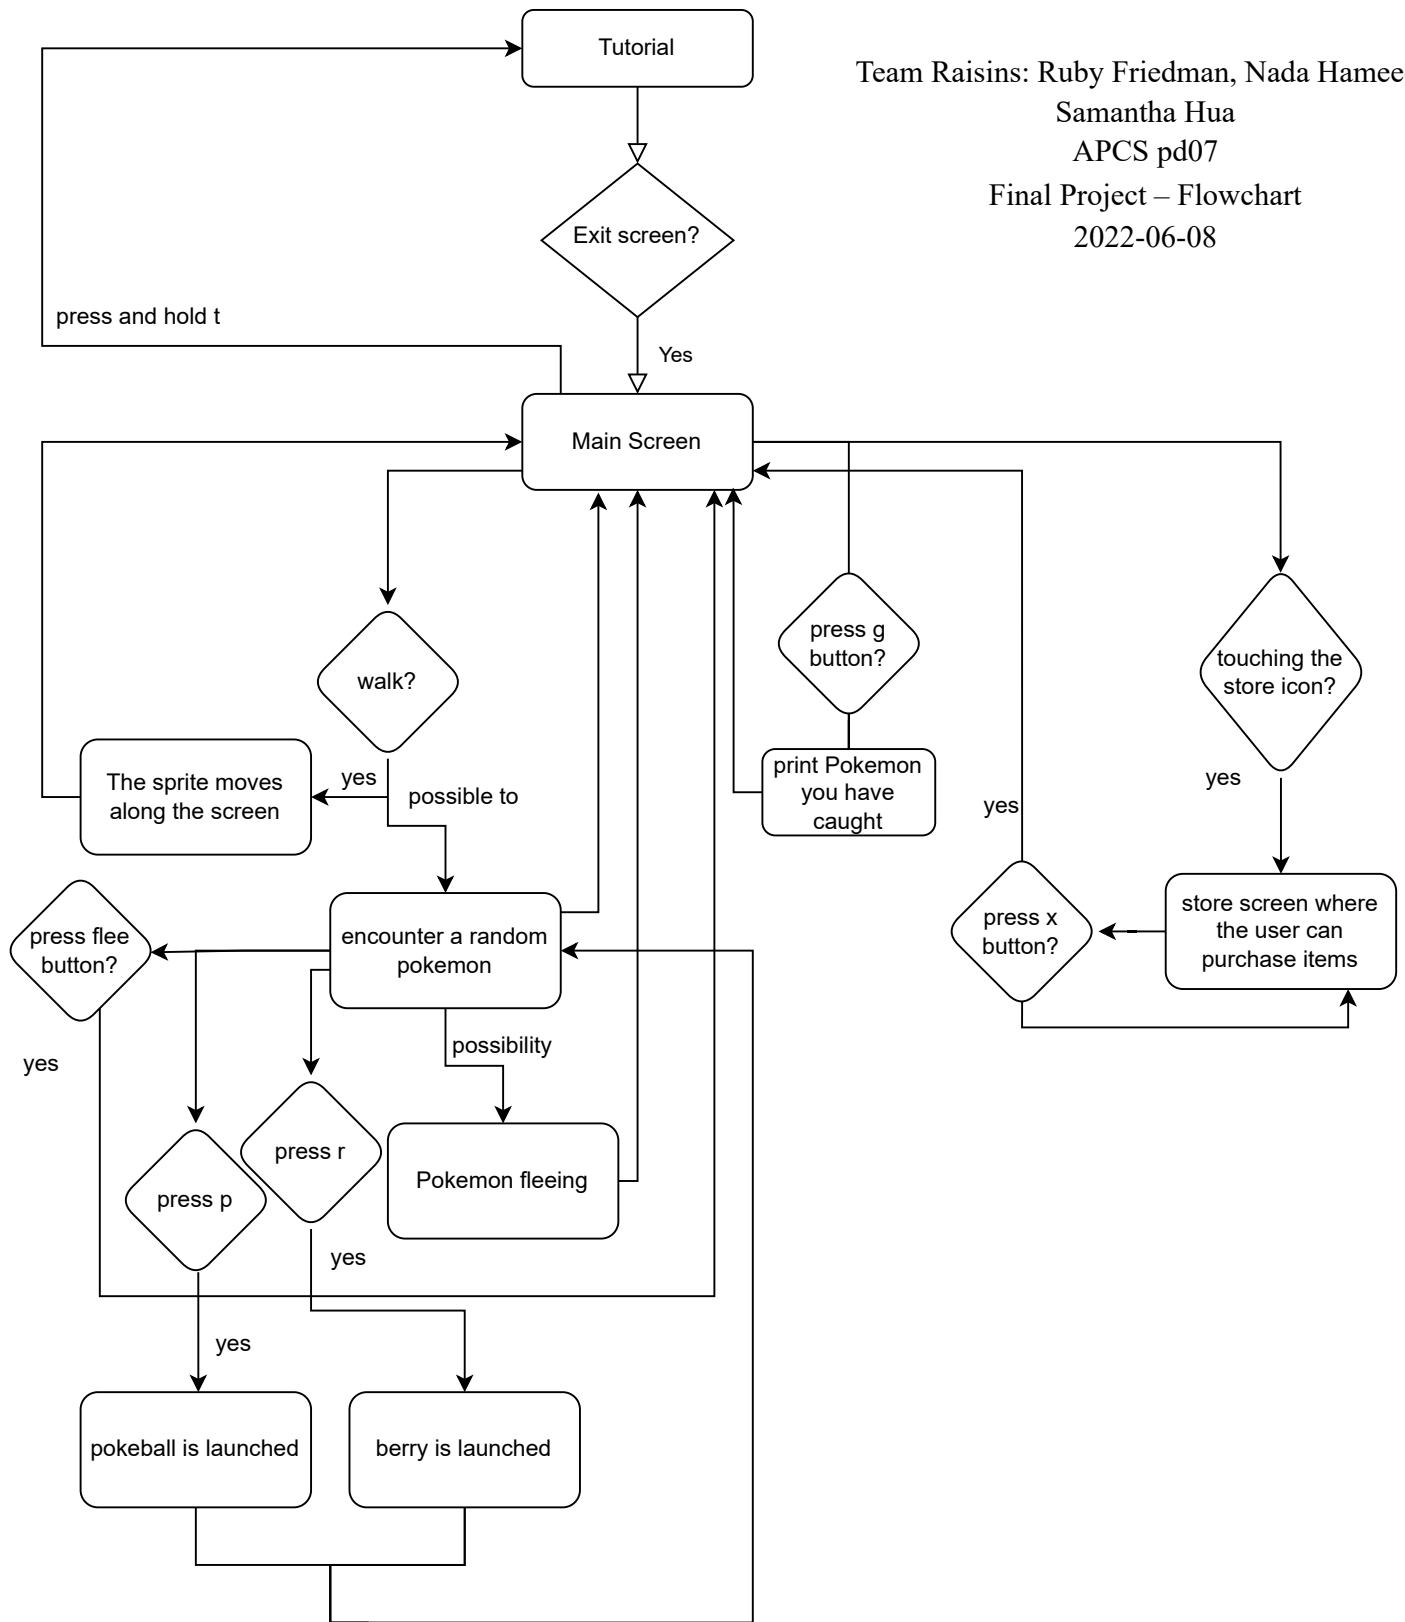 Tutorial
Team Raisins: Ruby Friedman, Nada Hamee
Samantha Hua
APCS pd07
Final Project – Flowchart
2022-06-08
Exit screen?
press and hold t
Yes
Main Screen
press g
button?
touching the
store icon?
walk?
The sprite moves
along the screen
yes
possible to
print Pokemon
you have
caught
yes
yes
press flee
button?
encounter a random
pokemon
press x
button?
store screen where
the user can
purchase items
yes
possibility
press r
press p
Pokemon fleeing
yes
yes
pokeball is launched
berry is launched